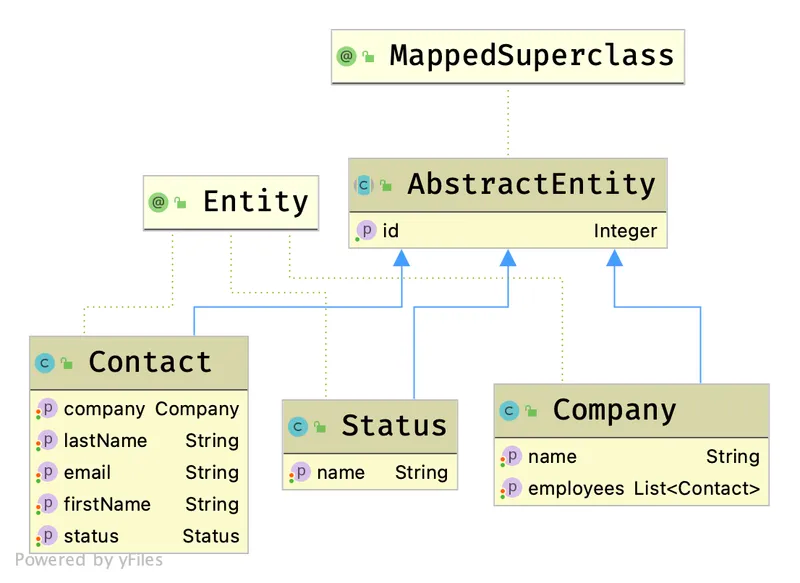 @ MappedSuperclass
C AbstractEntity
p id Integer
@ Entity
C Contact
p company Company
p lastName String
p email String
p firstName String
p status Status
C Status
p name String
C Company
p name String
p employees List<Contact>
Powered by yFiles